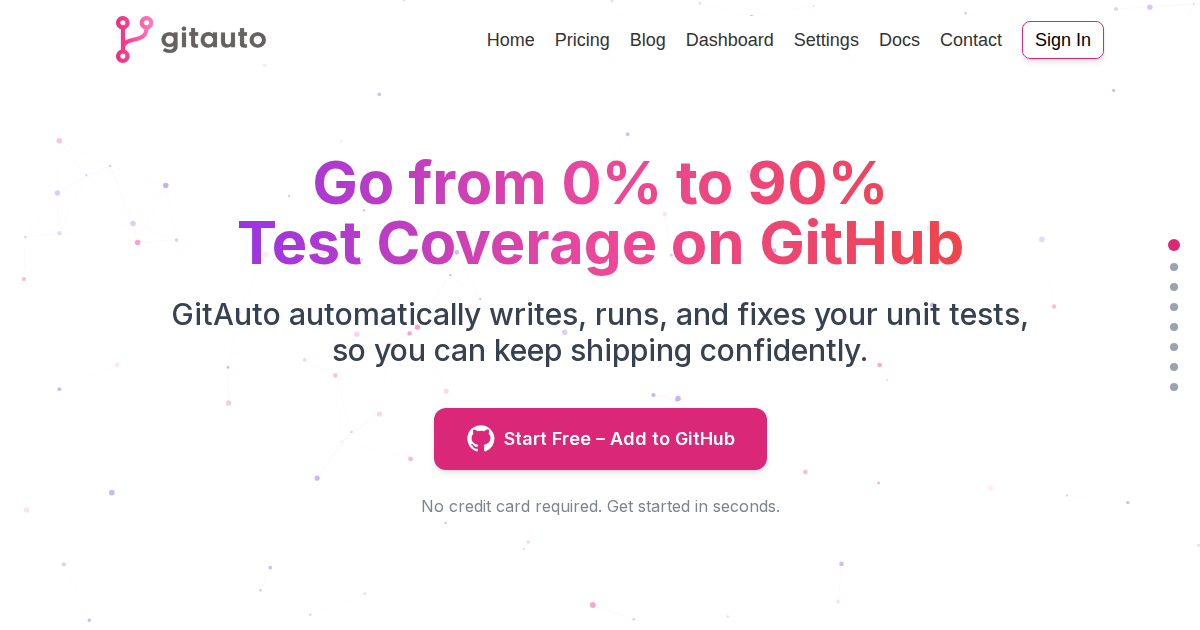 gitauto
Home Pricing Blog Dashboard Settings Docs Contact Sign In
Go from 0% to 90%
Test Coverage on GitHub
GitAuto automatically writes, runs, and fixes your unit tests,
so you can keep shipping confidently.
Start Free – Add to GitHub
No credit card required. Get started in seconds.